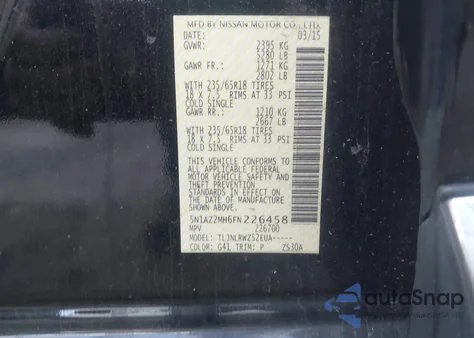 MFD BY NISSAN MOTOR CO., LTD.
DATE: 03/15
GVWR: 2395 KG
5280 LB
GAWR FR.: 1271 KG
2802 LB
WITH 235/65R18 TIRES
18 X 7.5 RIMS AT 33 PSI
COLD SINGLE
GAWR RR.: 1210 KG
2667 LB
WITH 235/65R18 TIRES
18 X 7.5 RIMS AT 33 PSI
COLD SINGLE
THIS VEHICLE CONFORMS TO
ALL APPLICABLE FEDERAL
MOTOR VEHICLE SAFETY AND
THEFT PREVENTION
STANDARDS IN EFFECT ON
THE DATE OF MANUFACTURE
SHOWN ABOVE.
5N1AZ2MH6FN226458
MPV 226700
MODEL: TLJNLRWZ52EUA-----
COLOR: G41 TRIM: P ZS30A
autoSnap